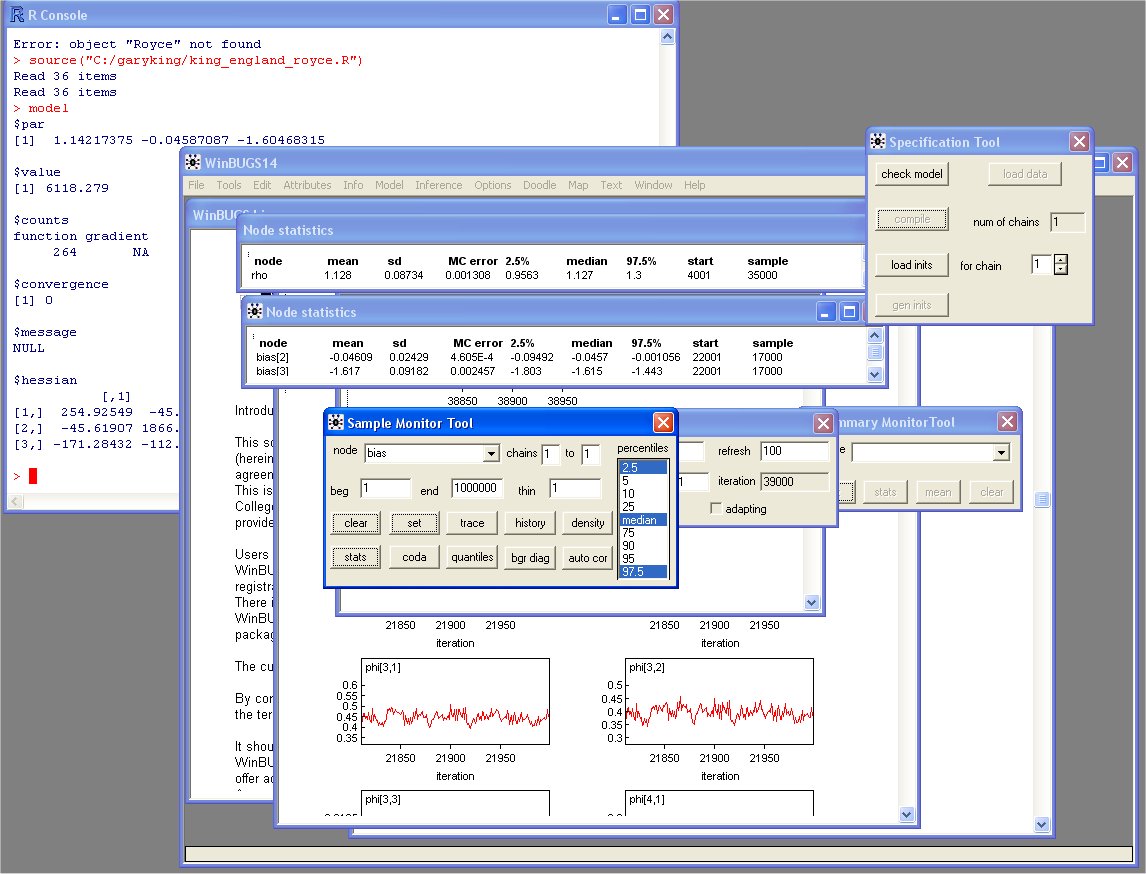 R Console
Error: object "Royce" not found
> source("C:/garyking/king_england_royce.R")
Read 36 items
Read 36 items
> model
$par
[1] 1.14217375 -0.04587087 -1.60468315
$value
[1] 6118.279
$counts
function gradient
264 NA
$convergence
[1] 0
$message
NULL
$hessian
[,1]
[1,] 254.92549 -45.
[2,] -45.61907 1866.
[3,] -171.28432 -112.
>
WinBUGS14
File Tools Edit Attributes Info Model Inference Options Doodle Map Text Window Help
WinBUGS
Node statistics
node mean sd MC error 2.5% median 97.5% start sample
rho 1.128 0.08734 0.001308 0.9563 1.127 1.3 4001 35000
Node statistics
node mean sd MC error 2.5% median 97.5% start sample
bias[2] -0.04609 0.02429 4.605E-4 -0.09492 -0.0457 -0.001056 22001 17000
bias[3] -1.617 0.09182 0.002457 -1.803 -1.615 -1.443 22001 17000
38850 38900 38950
Specification Tool
check model load data
compile num of chains 1
load inits for chain 1
gen inits
Introdu
This so
(herein
agreem
This is
Colleg
provide
Users
WinBU
registra
There i
WinBU
packag
The cu
By con
the ter
It shou
WinBU
offer ac
Sample Monitor Tool
node bias chains 1 to 1 percentiles
beg 1 end 1000000 thin 1
clear set trace history density
stats coda quantiles bgr diag auto cor
2.5
5
10
25
median
75
90
95
97.5
refresh 100
1 iteration 39000
adapting
mmary MonitorTool
e
stats mean clear
21850 21900 21950
iteration
21850 21900 21950
iteration
phi[3,1]
0.6
0.55
0.5
0.45
0.4
0.35
21850 21900 21950
iteration
phi[3,2]
0.5
0.45
0.4
0.35
0.3
21850 21900 21950
iteration
phi[3,3]
phi[4,1]